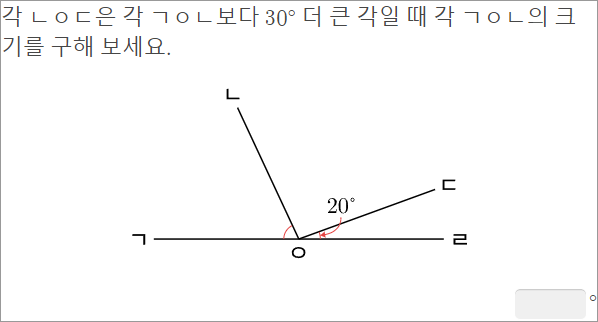 각 ㄴㅇㄷ은 각 ㄱㅇㄴ보다 30° 더 큰 각일 때 각 ㄱㅇㄴ의 크
기를 구해 보세요.
ㄴ
ㄷ
20°
ㄱ
ㄹ
ㅇ
°